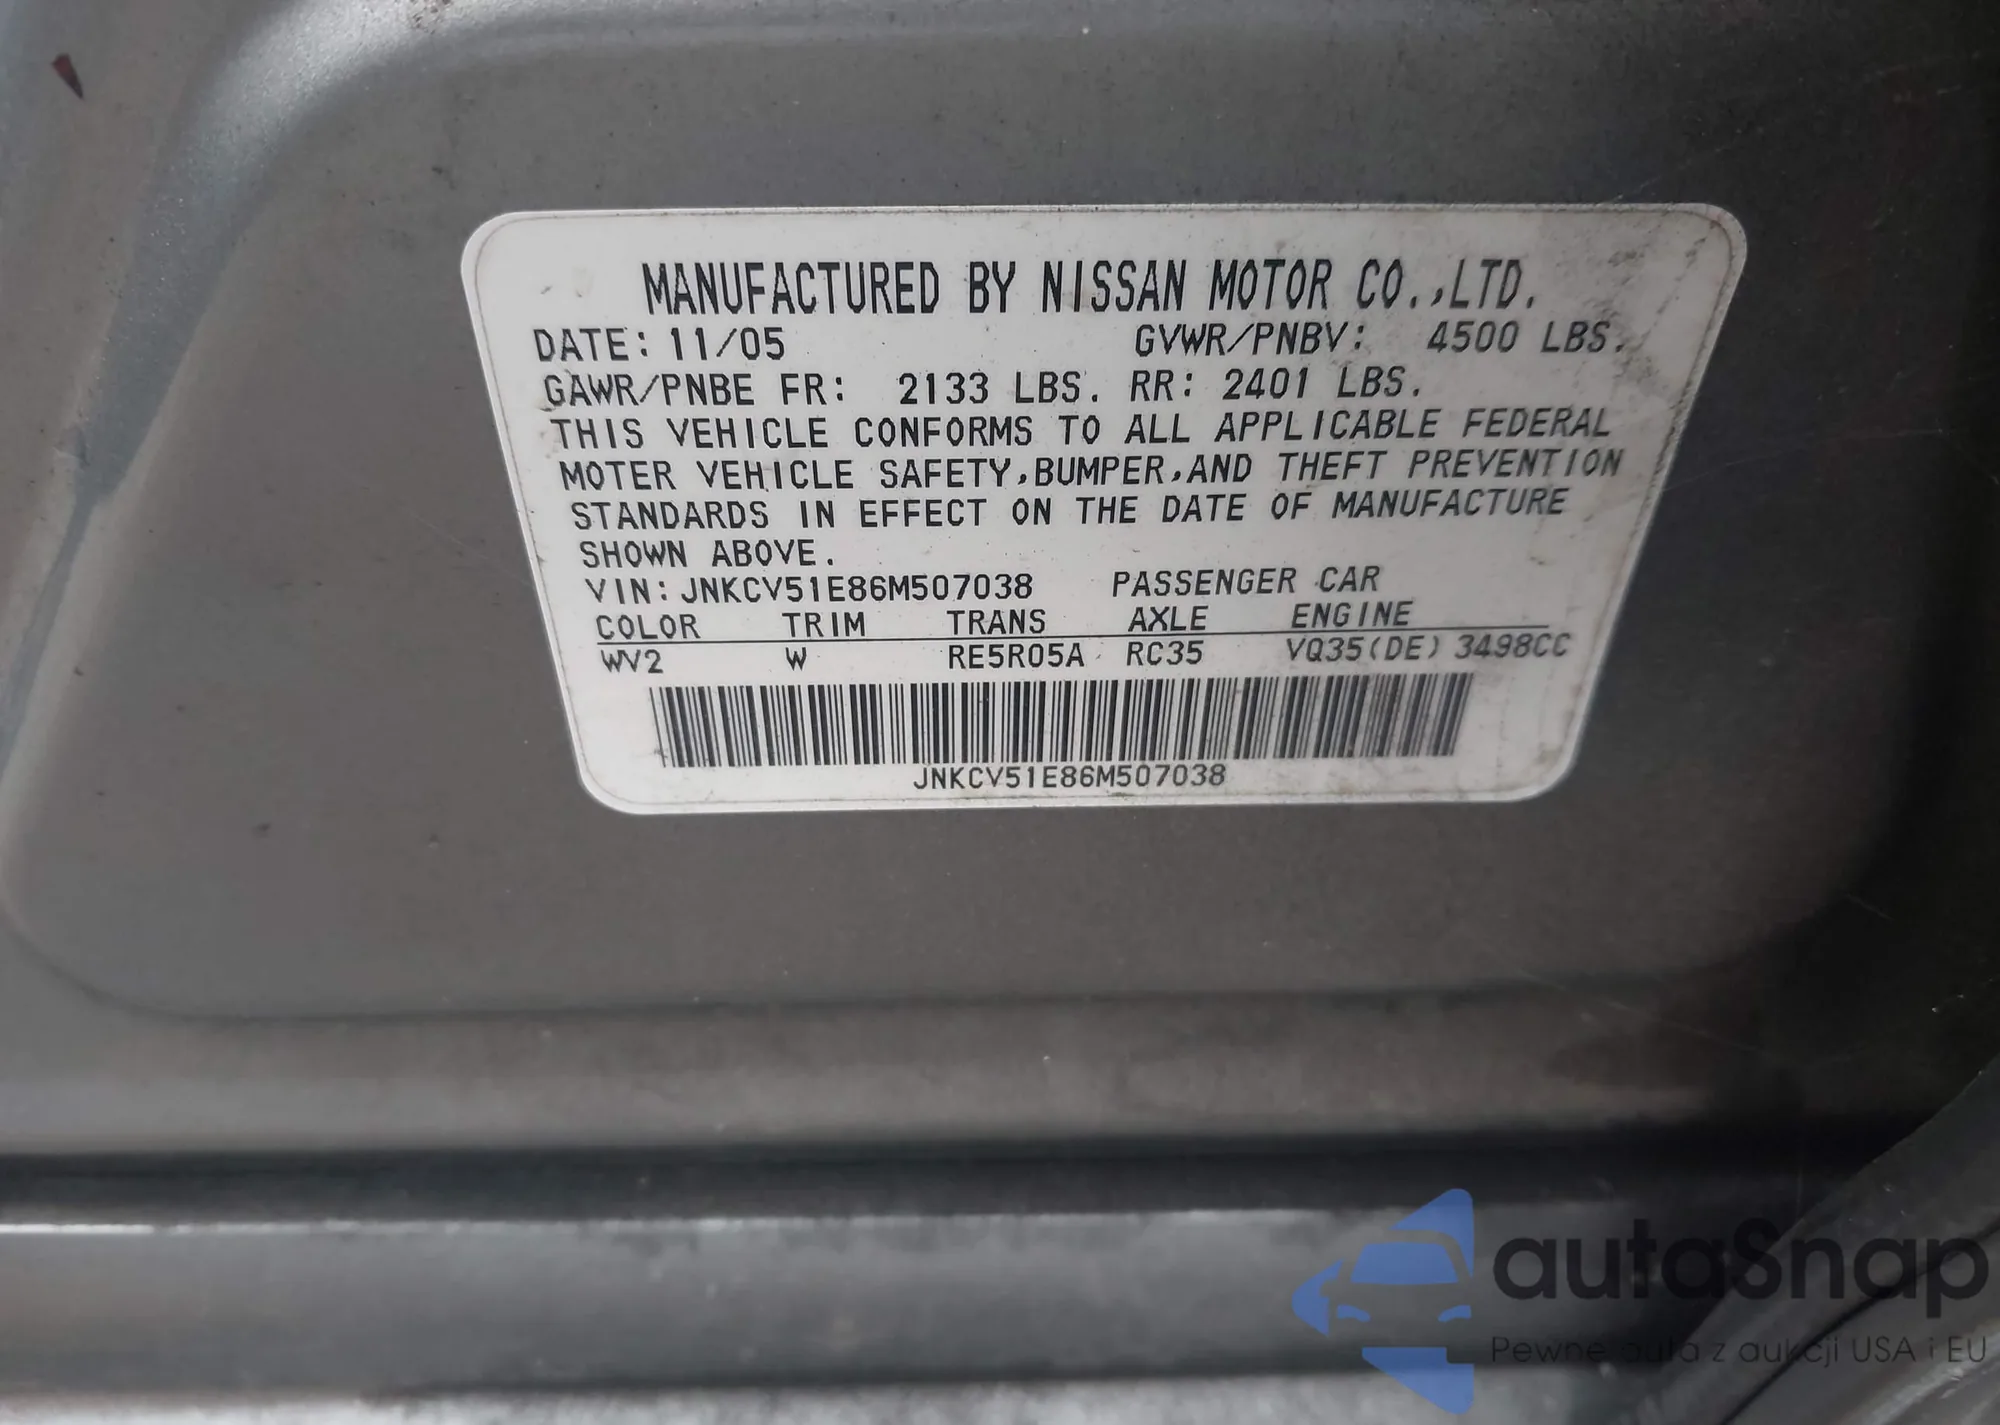 MANUFACTURED BY NISSAN MOTOR CO.,LTD.
DATE: 11/05 GVWR/PNBV: 4500 LBS.
GAWR/PNBE FR: 2133 LBS. RR: 2401 LBS.
THIS VEHICLE CONFORMS TO ALL APPLICABLE FEDERAL
MOTER VEHICLE SAFETY,BUMPER,AND THEFT PREVENTION
STANDARDS IN EFFECT ON THE DATE OF MANUFACTURE
SHOWN ABOVE.
VIN: JNKCV51E86M507038 PASSENGER CAR
COLOR TRIM TRANS AXLE ENGINE
WV2 W RE5R05A RC35 VQ35(DE) 3498CC
JNKCV51E86M507038
autaSnap
Pewne auta z aukcji USA i EU